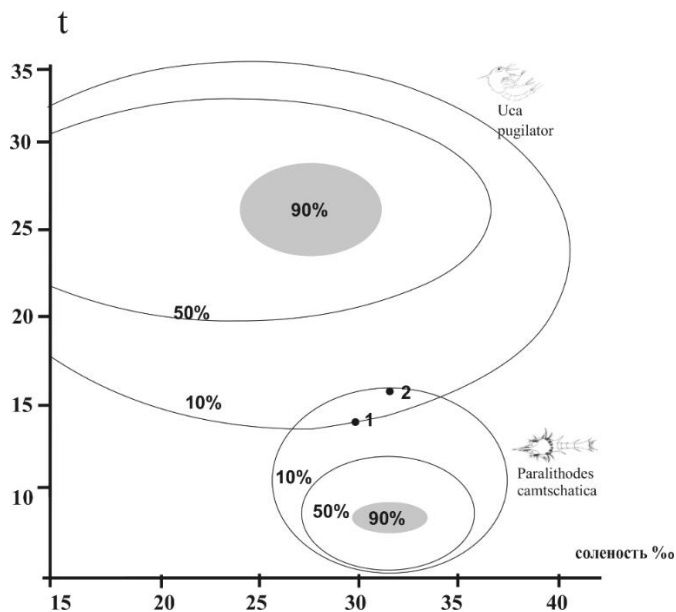 t
35
30
25
20
15
10
Uca
pugilator
90%
50%
10%
2
1
10%
50%
90%
Paralithodes
camtschatica
соленость ‰
15 20 25 30 35 40